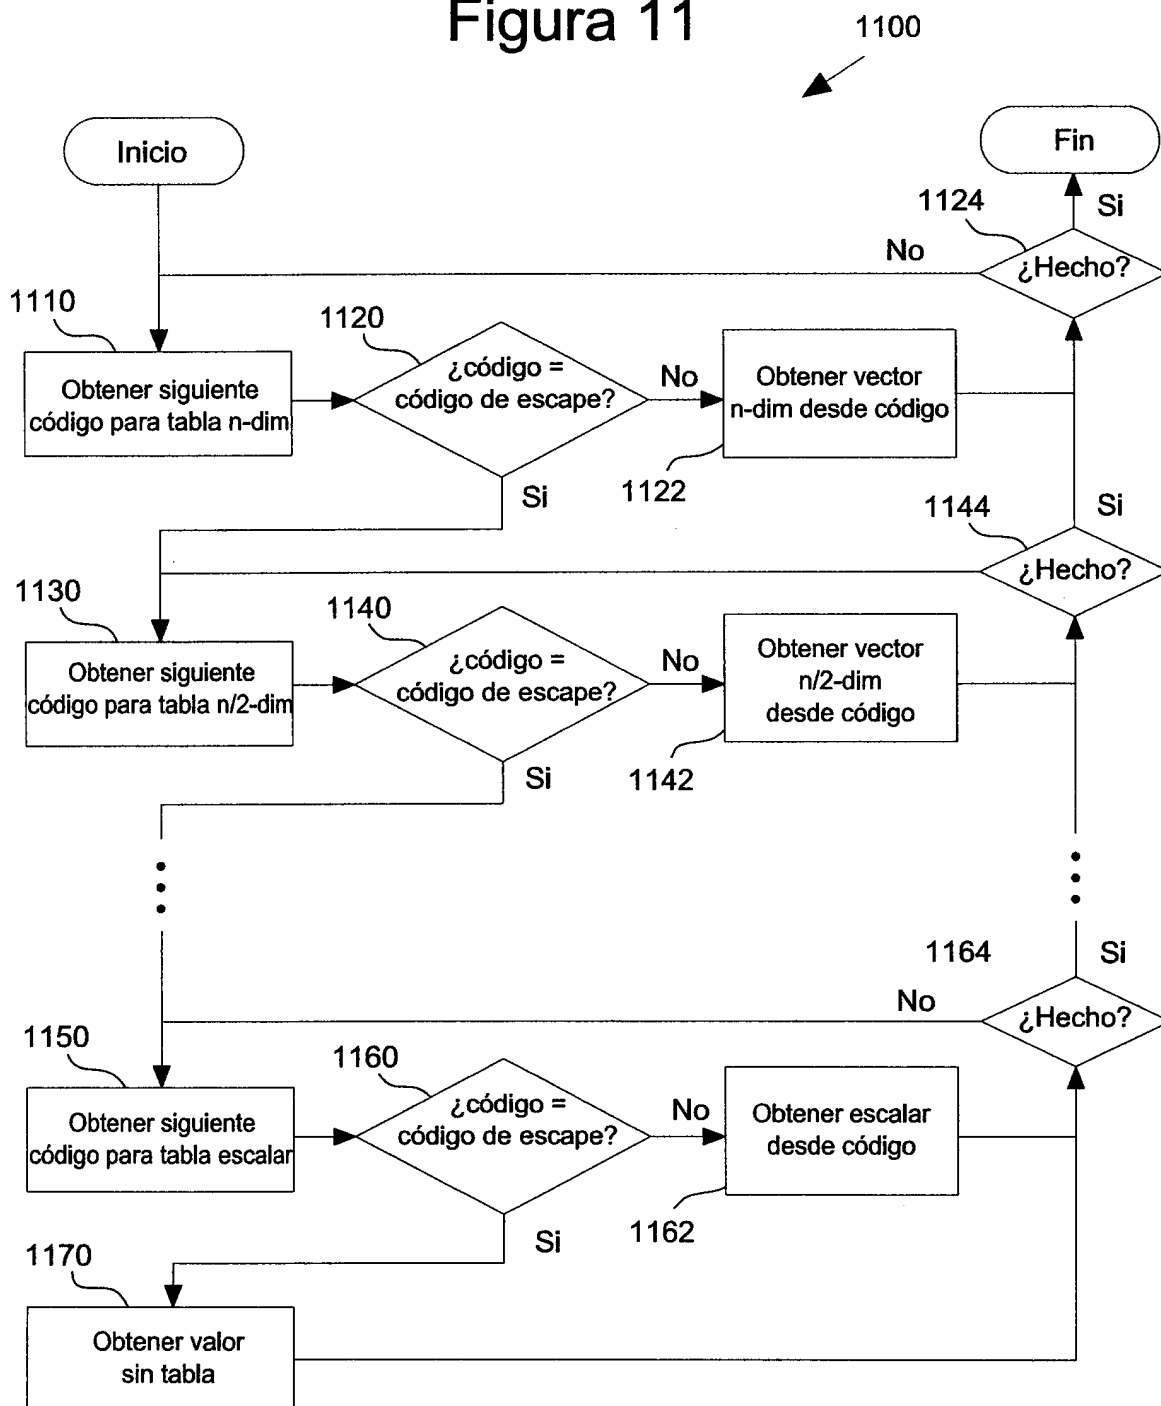 Figura 11
1100
Inicio
Fin
1124
Si
No
¿Hecho?
1110
1120
¿código =
código de escape?
No
Obtener siguiente
código para tabla n-dim
Obtener vector
n-dim desde código
1122
Si
1144
Si
¿Hecho?
1130
1140
¿código =
código de escape?
No
Obtener siguiente
código para tabla n/2-dim
Obtener vector
n/2-dim
desde código
1142
Si
1164
Si
No
¿Hecho?
1150
1160
¿código =
código de escape?
No
Obtener siguiente
código para tabla escalar
Obtener escalar
desde código
1162
Si
1170
Obtener valor
sin tabla